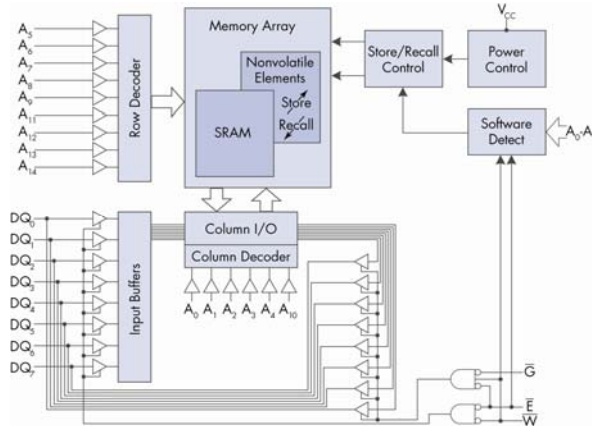 V_CC
Memory Array
Nonvolatile
Elements
Store
Recall
SRAM
Store/Recall
Control
Power
Control
Software
Detect
A₅
A₆
A₇
A₈
A₉
A₁₁
A₁₂
A₁₃
A₁₄
Row Decoder
DQ₀
DQ₁
DQ₂
DQ₃
DQ₄
DQ₅
DQ₆
DQ₇
Input Buffers
Column I/O
Column Decoder
A₀ A₁ A₂ A₃ A₄ A₁₀
G̅
E̅
W̅